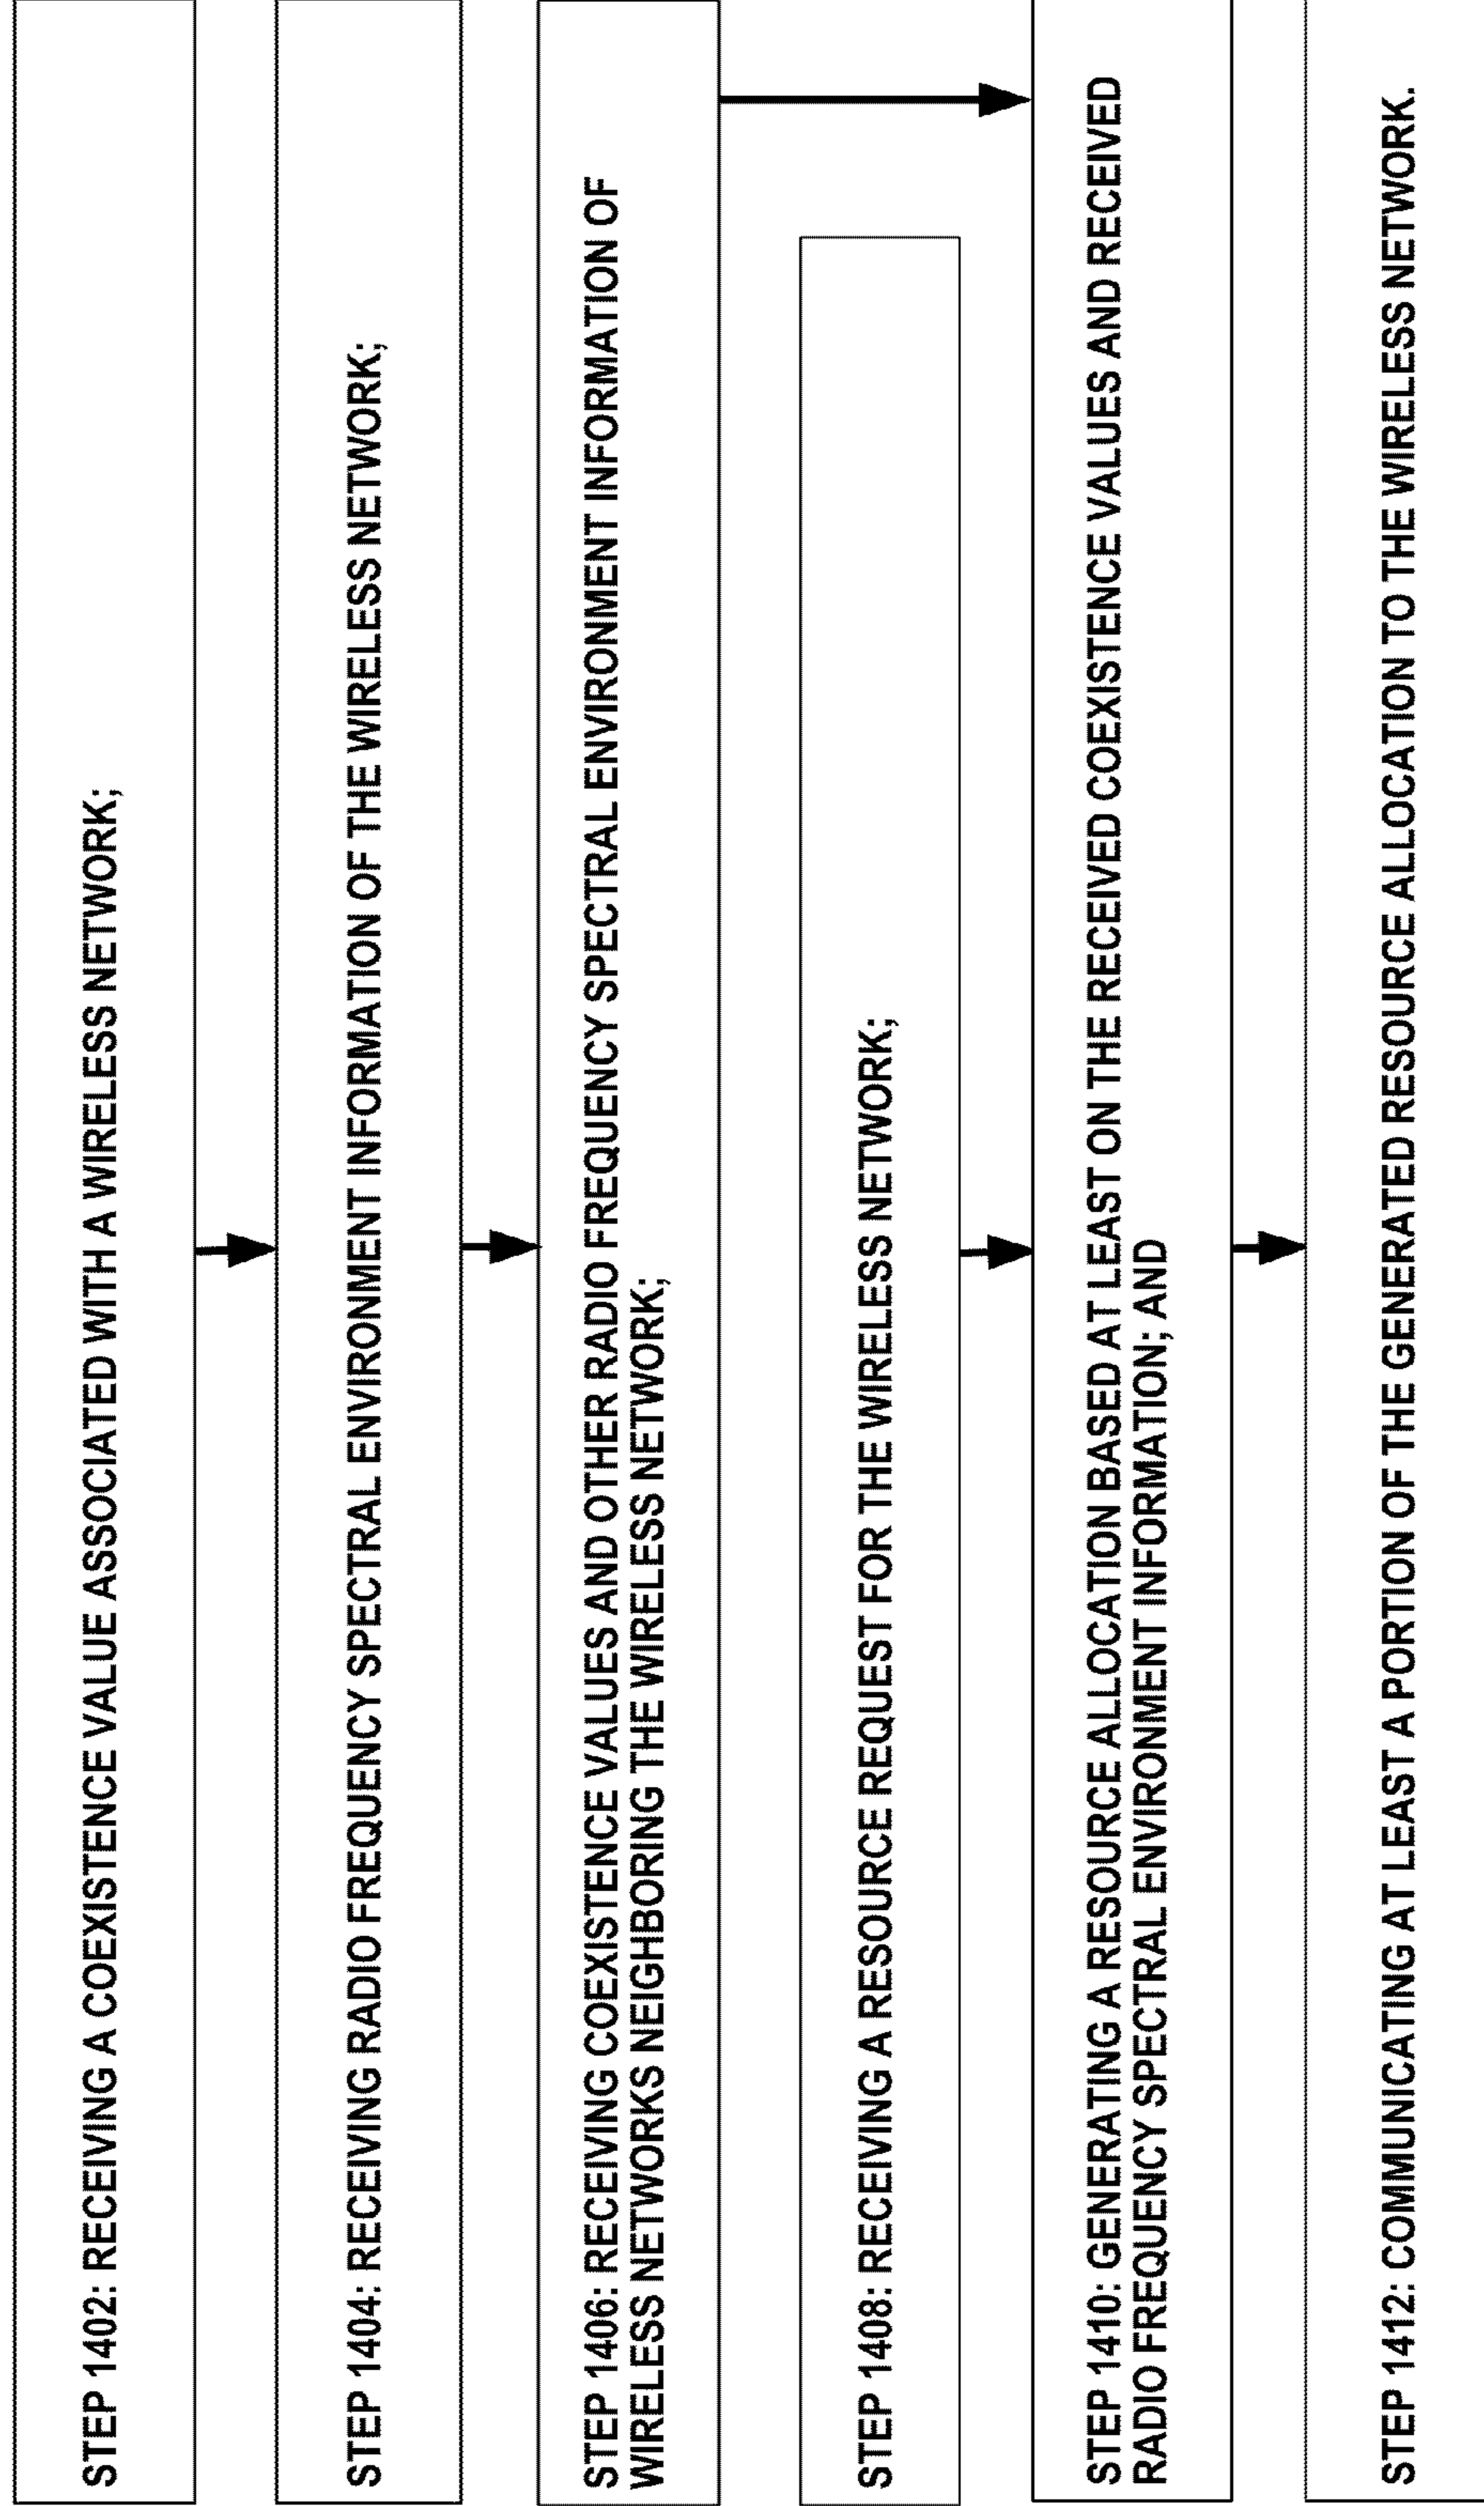 STEP 1402: RECEIVING A COEXISTENCE VALUE ASSOCIATED WITH A WIRELESS NETWORK;
STEP 1404: RECEIVING RADIO FREQUENCY SPECTRAL ENVIRONMENT INFORMATION OF THE WIRELESS NETWORK;
STEP 1406: RECEIVING COEXISTENCE VALUES AND OTHER RADIO FREQUENCY SPECTRAL ENVIRONMENT INFORMATION OF
WIRELESS NETWORKS NEIGHBORING THE WIRELESS NETWORK;
STEP 1408: RECEIVING A RESOURCE REQUEST FOR THE WIRELESS NETWORK;
STEP 1410: GENERATING A RESOURCE ALLOCATION BASED AT LEAST ON THE RECEIVED COEXISTENCE VALUES AND RECEIVED
RADIO FREQUENCY SPECTRAL ENVIRONMENT INFORMATION; AND
STEP 1412: COMMUNICATING AT LEAST A PORTION OF THE GENERATED RESOURCE ALLOCATION TO THE WIRELESS NETWORK.